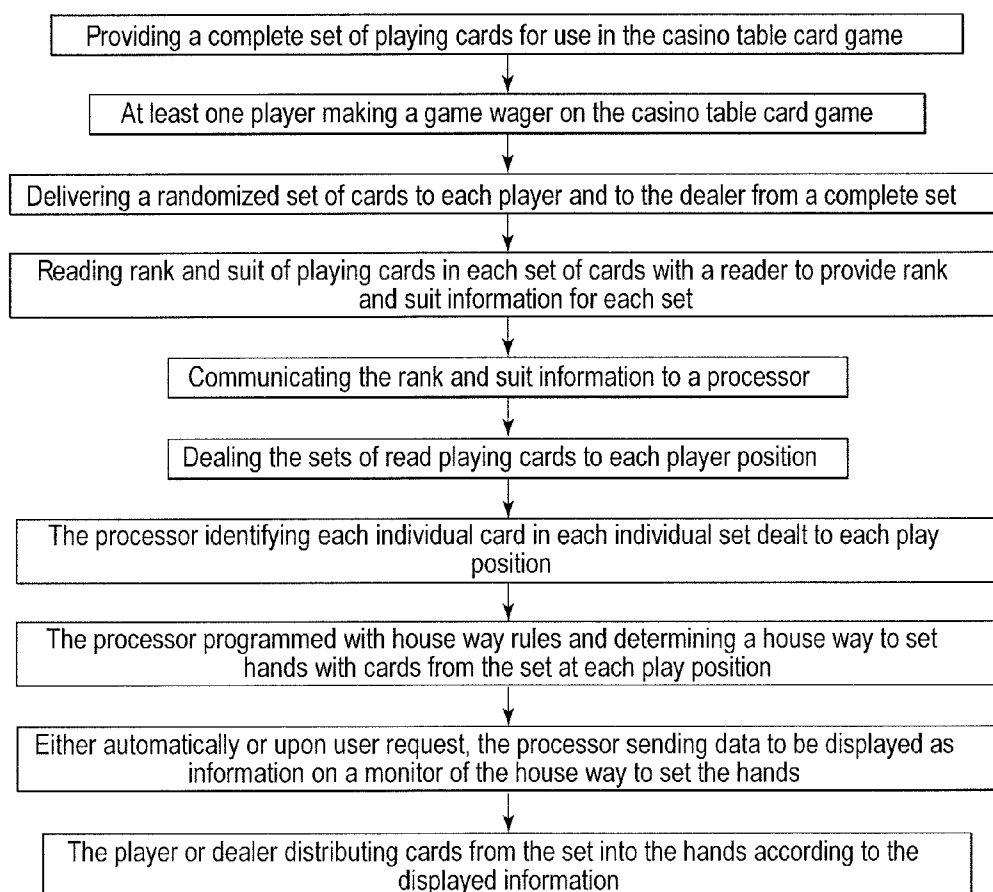 Providing a complete set of playing cards for use in the casino table card game
At least one player making a game wager on the casino table card game
Delivering a randomized set of cards to each player and to the dealer from a complete set
Reading rank and suit of playing cards in each set of cards with a reader to provide rank
and suit information for each set
Communicating the rank and suit information to a processor
Dealing the sets of read playing cards to each player position
The processor identifying each individual card in each individual set dealt to each play
position
The processor programmed with house way rules and determining a house way to set
hands with cards from the set at each play position
Either automatically or upon user request, the processor sending data to be displayed as
information on a monitor of the house way to set the hands
The player or dealer distributing cards from the set into the hands according to the
displayed information